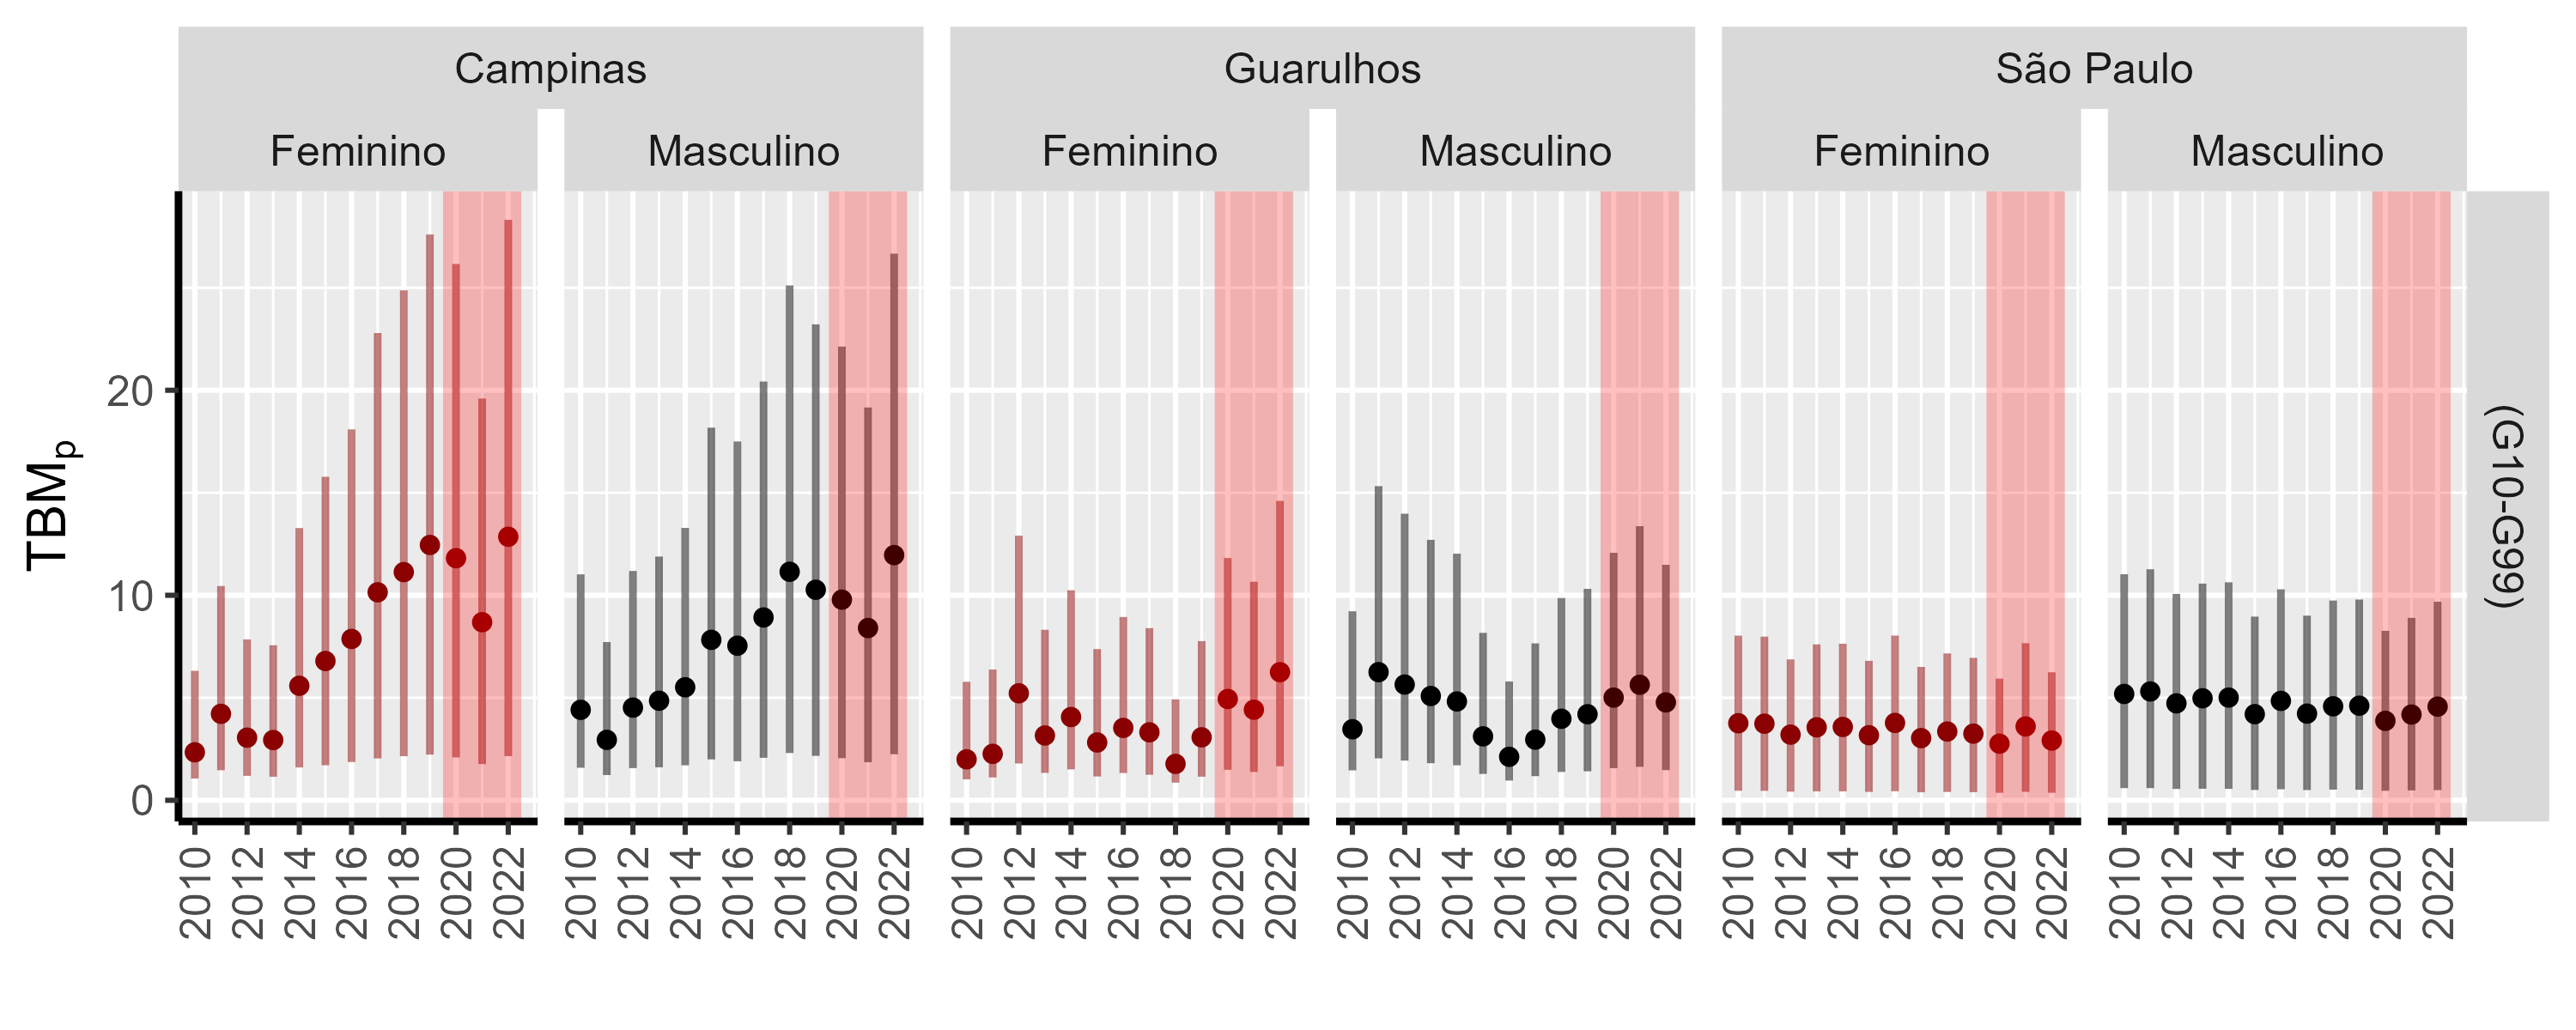 Campinas Guarulhos São Paulo
Feminino Masculino Feminino Masculino Feminino Masculino
TBMp
20
10
0
(G10-G99)
2010 2012 2014 2016 2018 2020 2022 2010 2012 2014 2016 2018 2020 2022 2010 2012 2014 2016 2018 2020 2022 2010 2012 2014 2016 2018 2020 2022 2010 2012 2014 2016 2018 2020 2022 2010 2012 2014 2016 2018 2020 2022